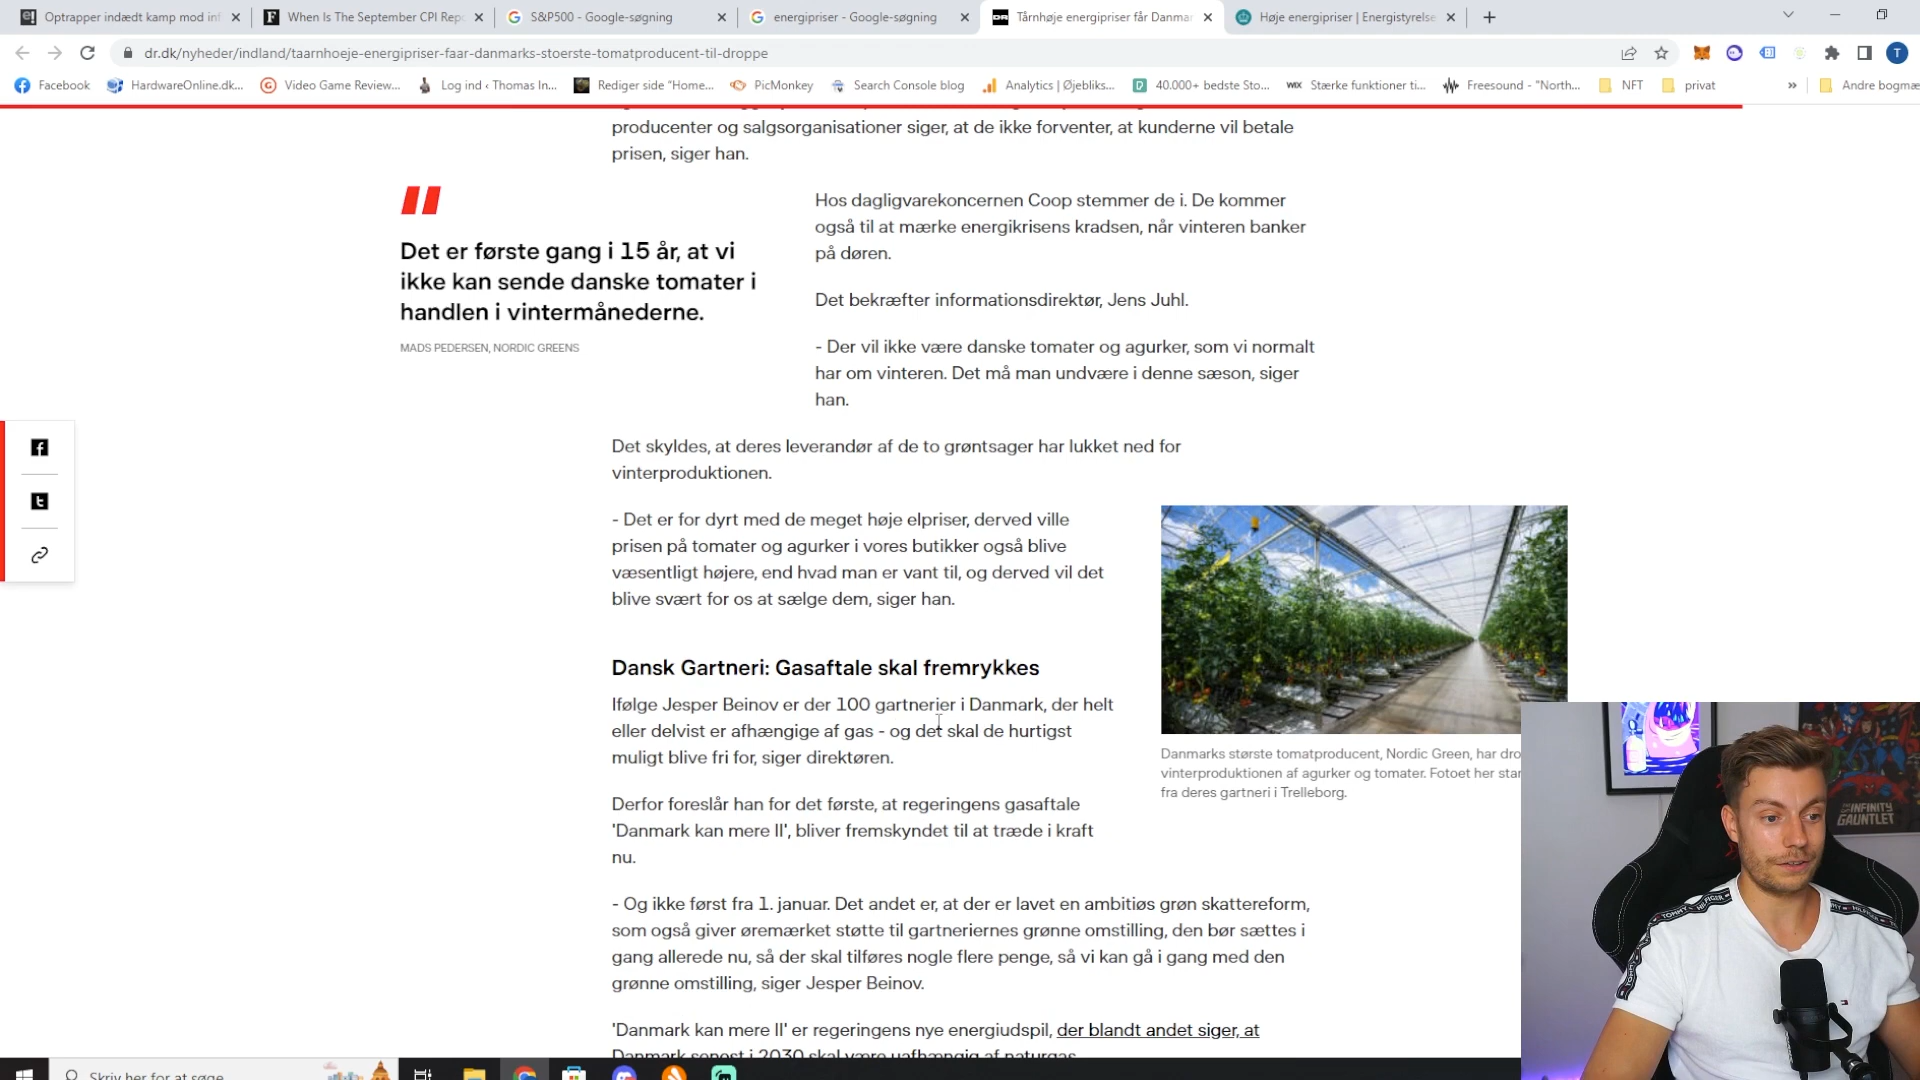 Optrapper indædt kamp mod inf
When Is The September CPI Repo
S&P500 - Google-søgning
energipriser - Google-søgning
Tårnhøje energipriser får Danmar
Høje energipriser | Energistyrelse
dr.dk/nyheder/indland/taarnhoeje-energipriser-faar-danmarks-stoerste-tomatproducent-til-droppe
T
Facebook
HardwareOnline.dk...
Video Game Review...
Log ind ‹ Thomas In...
Rediger side "Home...
PicMonkey
Search Console blog
Analytics | Øjebliks...
40.000+ bedste Sto...
WIX Stærke funktioner ti...
Freesound - "North...
NFT
privat
Andre bogmæ
producenter og salgsorganisationer siger, at de ikke forventer, at kunderne vil betale
prisen, siger han.
Det er første gang i 15 år, at vi
ikke kan sende danske tomater i
handlen i vintermånederne.
MADS PEDERSEN, NORDIC GREENS
Hos dagligvarekoncernen Coop stemmer de i. De kommer
også til at mærke energikrisens kradsen, når vinteren banker
på døren.
Det bekræfter informationsdirektør, Jens Juhl.
- Der vil ikke være danske tomater og agurker, som vi normalt
har om vinteren. Det må man undvære i denne sæson, siger
han.
Det skyldes, at deres leverandør af de to grøntsager har lukket ned for
vinterproduktionen.
- Det er for dyrt med de meget høje elpriser, derved ville
prisen på tomater og agurker i vores butikker også blive
væsentligt højere, end hvad man er vant til, og derved vil det
blive svært for os at sælge dem, siger han.
Dansk Gartneri: Gasaftale skal fremrykkes
Ifølge Jesper Beinov er der 100 gartnerier i Danmark, der helt
eller delvist er afhængige af gas - og det skal de hurtigst
muligt blive fri for, siger direktøren.
Danmarks største tomatproducent, Nordic Green, har dro
vinterproduktionen af agurker og tomater. Fotoet her star
fra deres gartneri i Trelleborg.
Derfor foreslår han for det første, at regeringens gasaftale
'Danmark kan mere II', bliver fremskyndet til at træde i kraft
nu.
- Og ikke først fra 1. januar. Det andet er, at der er lavet en ambitiøs grøn skattereform,
som også giver øremærket støtte til gartneriernes grønne omstilling, den bør sættes i
gang allerede nu, så der skal tilføres nogle flere penge, så vi kan gå i gang med den
grønne omstilling, siger Jesper Beinov.
'Danmark kan mere II' er regeringens nye energiudspil, der blandt andet siger, at
Danmark senest i 2030 skal være uafhængig af naturgas
Skriv her for at søge
INFINITY
GAUNTLET
TOMMY HILFIGER